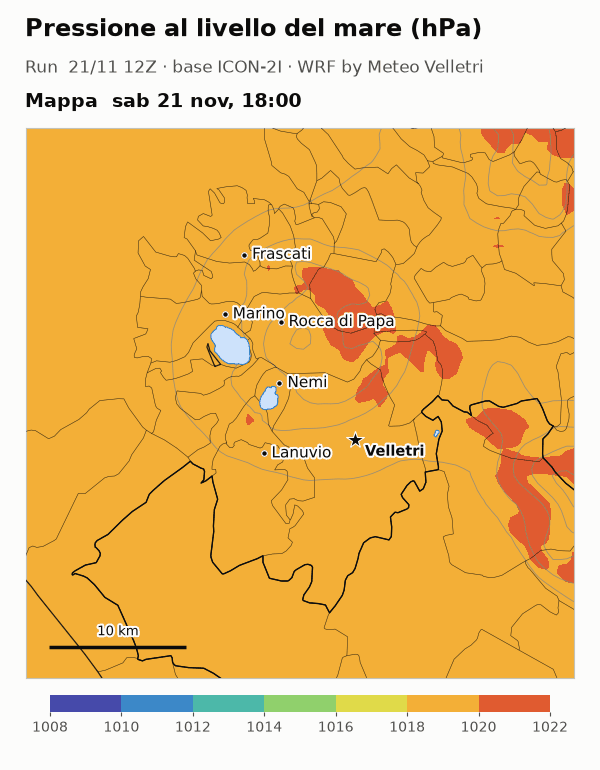 Pressione al livello del mare (hPa)
Run  21/11 12Z · base ICON-2I · WRF by Meteo Velletri
Mappa  sab 21 nov, 18:00
Frascati
Marino
Rocca di Papa
Nemi
Velletri
Lanuvio
10 km
1008 1010 1012 1014 1016 1018 1020 1022